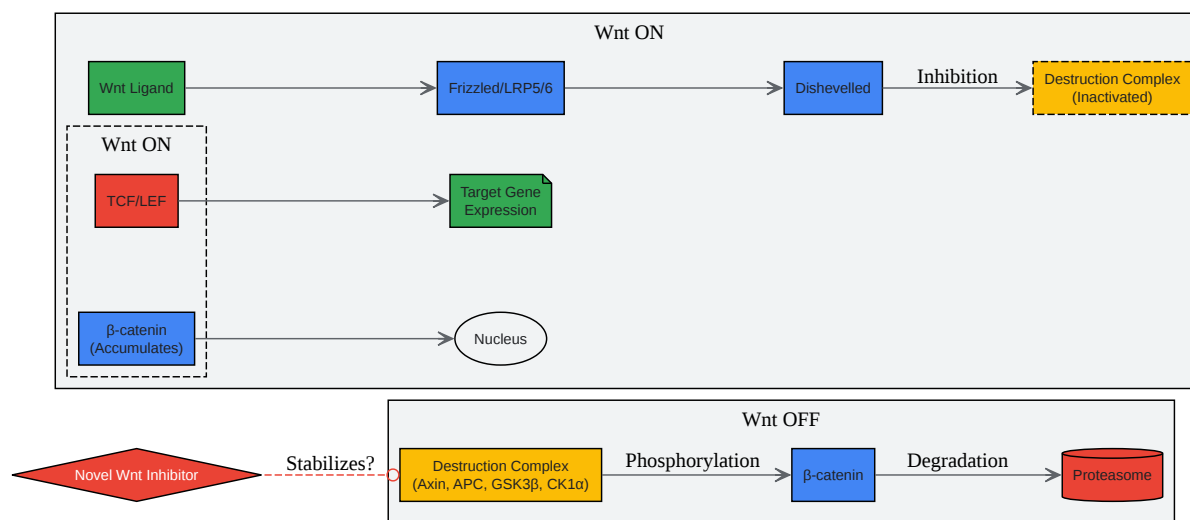 Wnt ON
Wnt Ligand
Frizzled/LRP5/6
Dishevelled
Inhibition
Destruction Complex
(Inactivated)
Wnt ON
TCF/LEF
Target Gene
Expression
β-catenin
(Accumulates)
Nucleus
Wnt OFF
Novel Wnt Inhibitor
Stabilizes?
Destruction Complex
(Axin, APC, GSK3β, CK1α)
Phosphorylation
β-catenin
Degradation
Proteasome